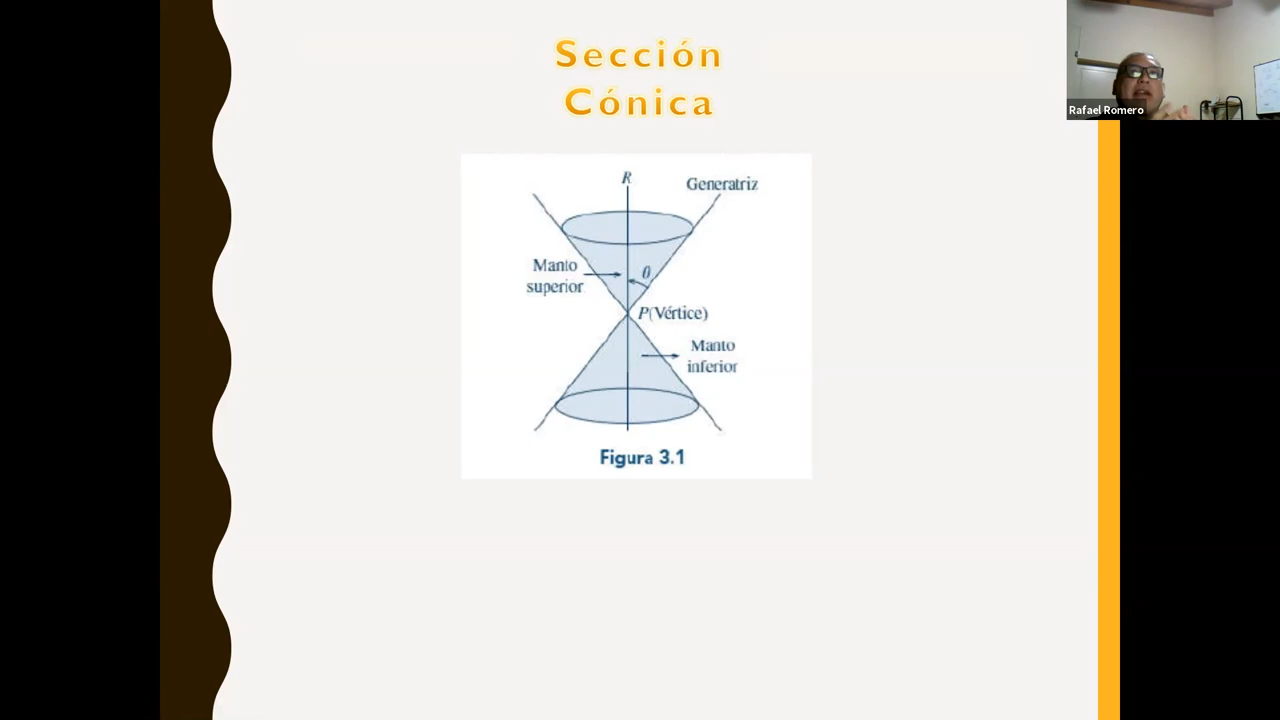 Sección
Cónica
Rafael Romero
R
Generatriz
Manto
superior
θ
P(Vértice)
Manto
inferior
Figura 3.1